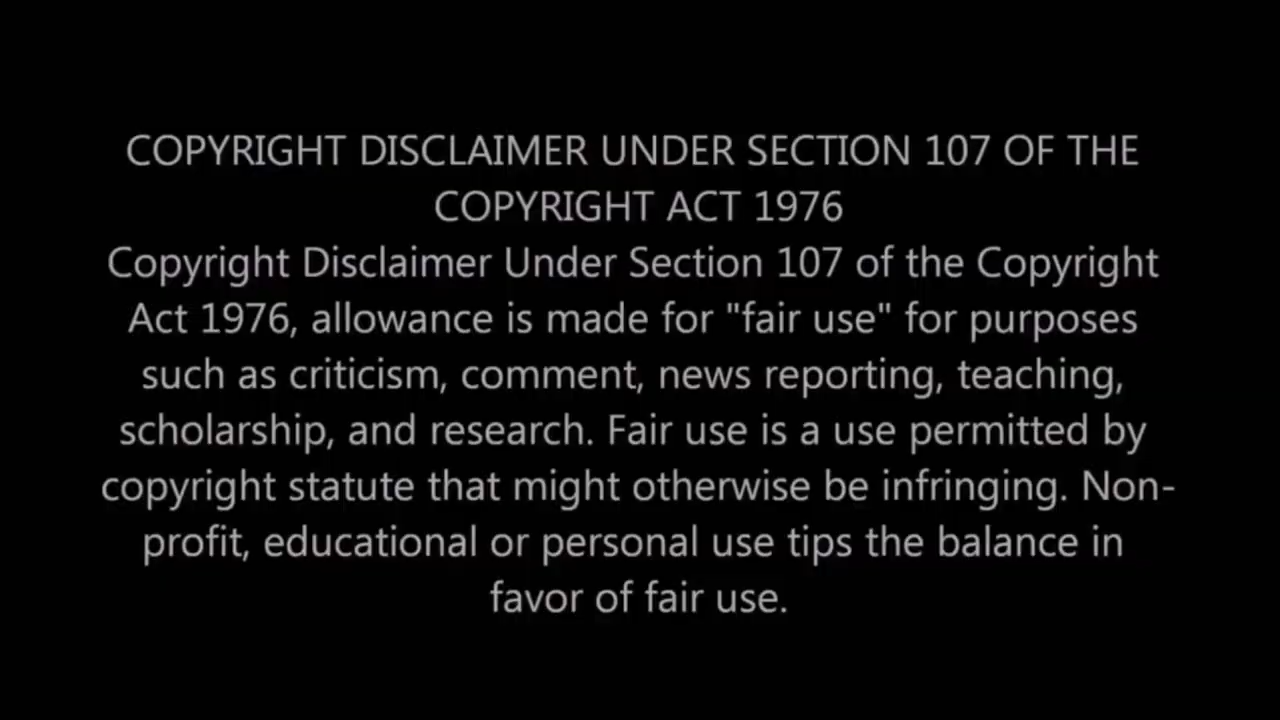 COPYRIGHT DISCLAIMER UNDER SECTION 107 OF THE
COPYRIGHT ACT 1976
Copyright Disclaimer Under Section 107 of the Copyright
Act 1976, allowance is made for "fair use" for purposes
such as criticism, comment, news reporting, teaching,
scholarship, and research. Fair use is a use permitted by
copyright statute that might otherwise be infringing. Non-
profit, educational or personal use tips the balance in
favor of fair use.